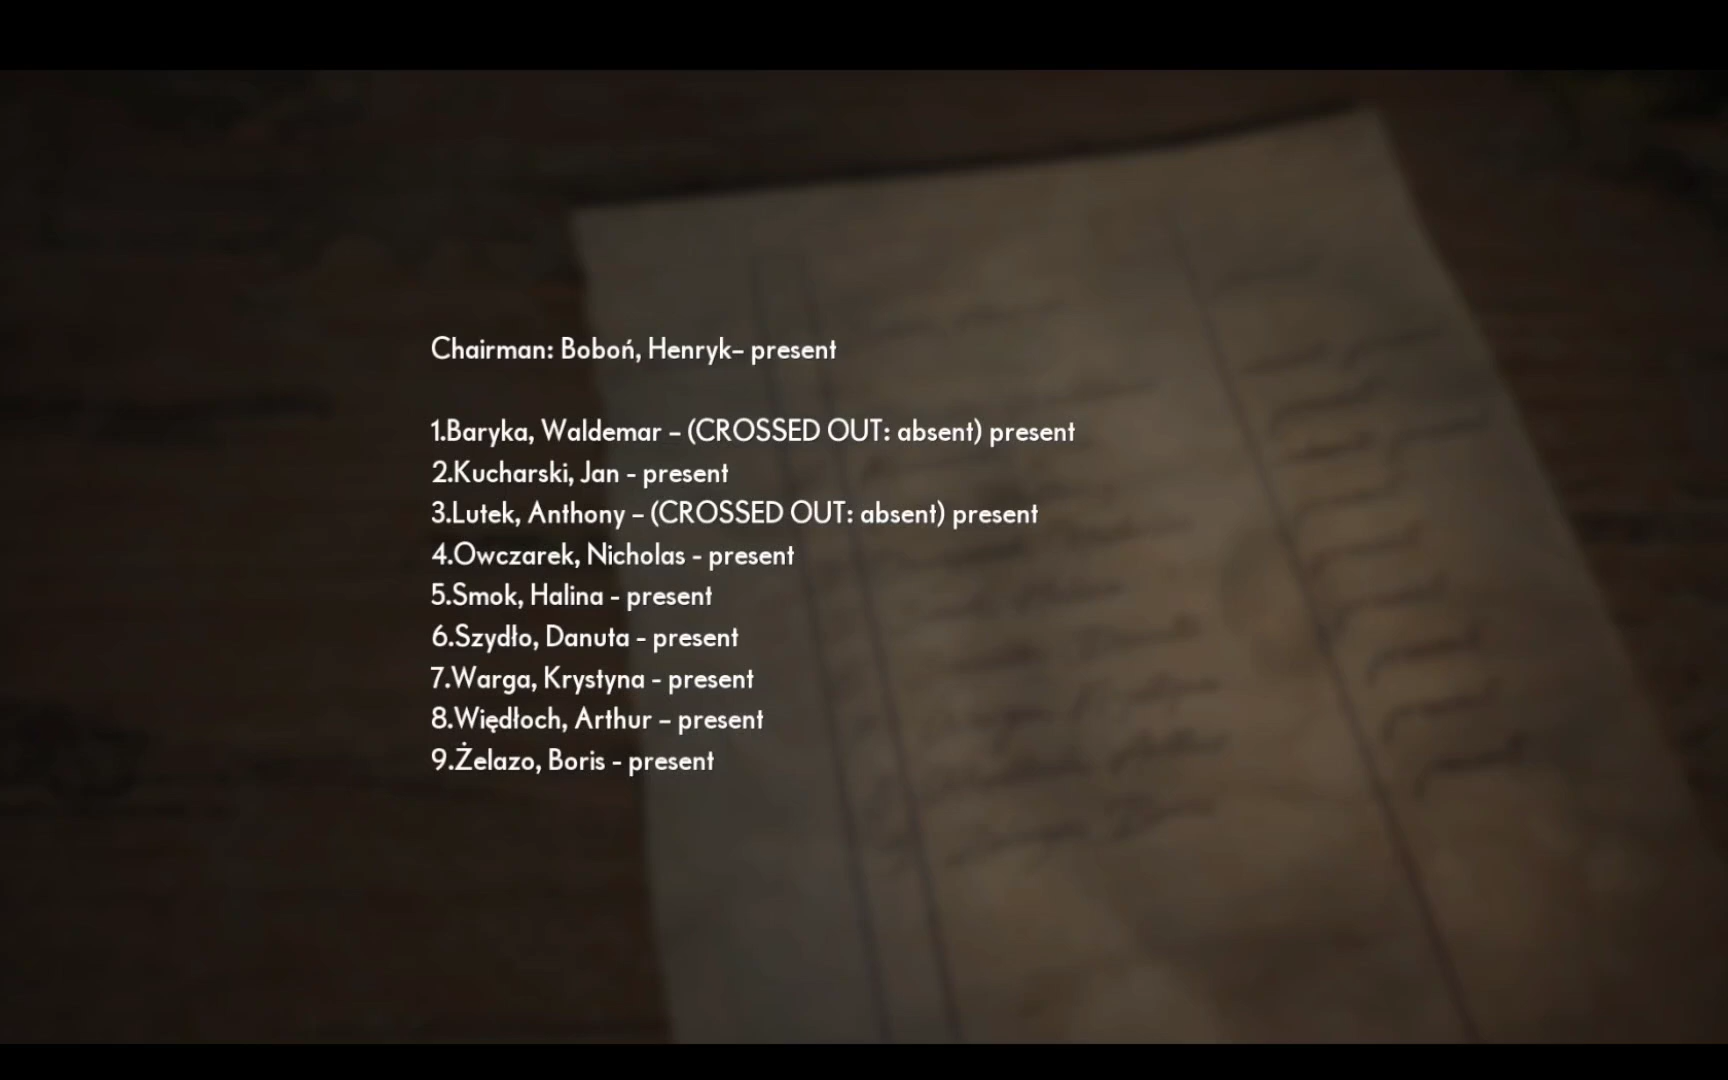 Chairman: Boboń, Henryk– present
1.Baryka, Waldemar – (CROSSED OUT: absent) present
2.Kucharski, Jan - present
3.Lutek, Anthony – (CROSSED OUT: absent) present
4.Owczarek, Nicholas - present
5.Smok, Halina - present
6.Szydło, Danuta - present
7.Warga, Krystyna - present
8.Więdłoch, Arthur – present
9.Żelazo, Boris - present